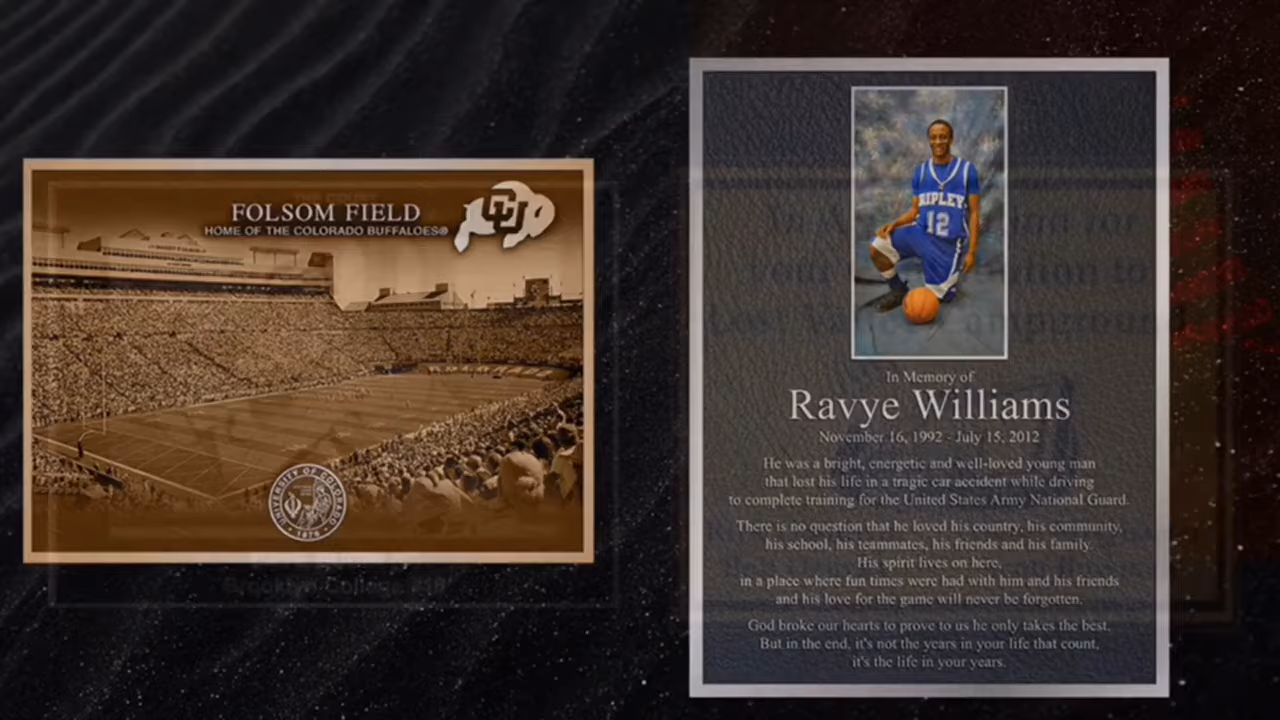 FOLSOM FIELD
HOME OF THE COLORADO BUFFALOES®
CU
UNIVERSITY OF COLORADO
1876
RIPLEY
12
In Memory of
Ravye Williams
November 16, 1992 - July 15, 2012
He was a bright, energetic and well-loved young man
that lost his life in a tragic car accident while driving
to complete training for the United States Army National Guard.
There is no question that he loved his country, his community,
his school, his teammates, his friends and his family.
His spirit lives on here,
in a place where fun times were had with him and his friends
and his love for the game will never be forgotten.
God broke our hearts to prove to us he only takes the best.
But in the end, it's not the years in your life that count,
it's the life in your years.